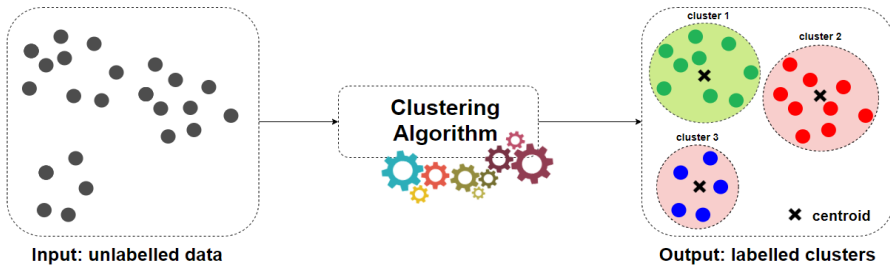 Input: unlabelled data
Clustering
Algorithm
cluster 1
cluster 2
cluster 3
centroid
Output: labelled clusters